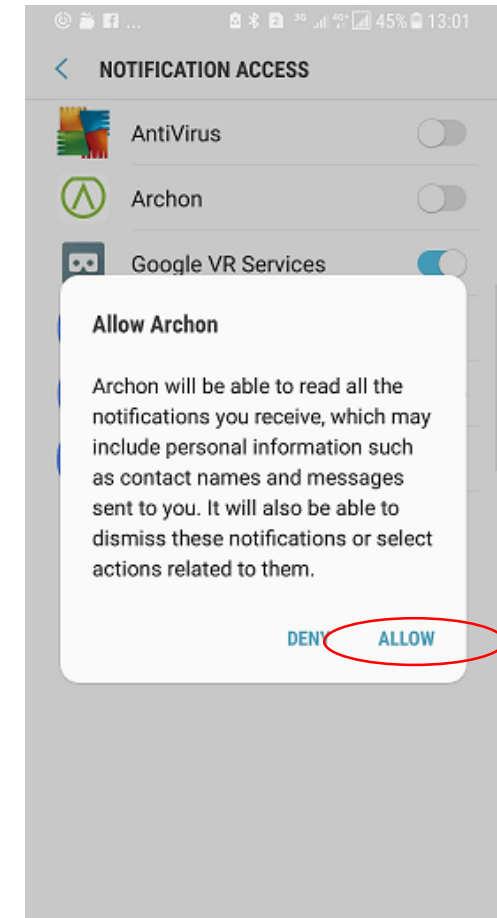 ... 3G 4G+ 45% 13:01
NOTIFICATION ACCESS
AntiVirus
Archon
Google VR Services
Allow Archon
Archon will be able to read all the
notifications you receive, which may
include personal information such
as contact names and messages
sent to you. It will also be able to
dismiss these notifications or select
actions related to them.
DENY ALLOW